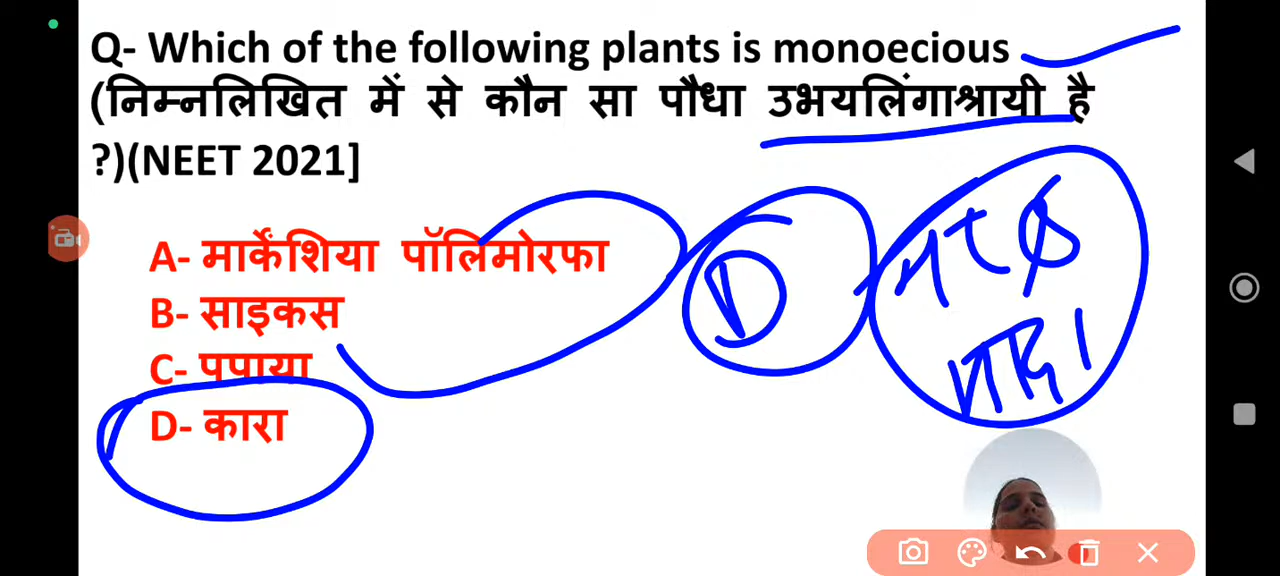 Q- Which of the following plants is monoecious
(निम्नलिखित में से कौन सा पौधा उभयलिंगाश्रायी है
?)(NEET 2021]
A- मार्केंशिया पॉलिमोरफा
B- साइकस
D
C- पपाया
D- कारा